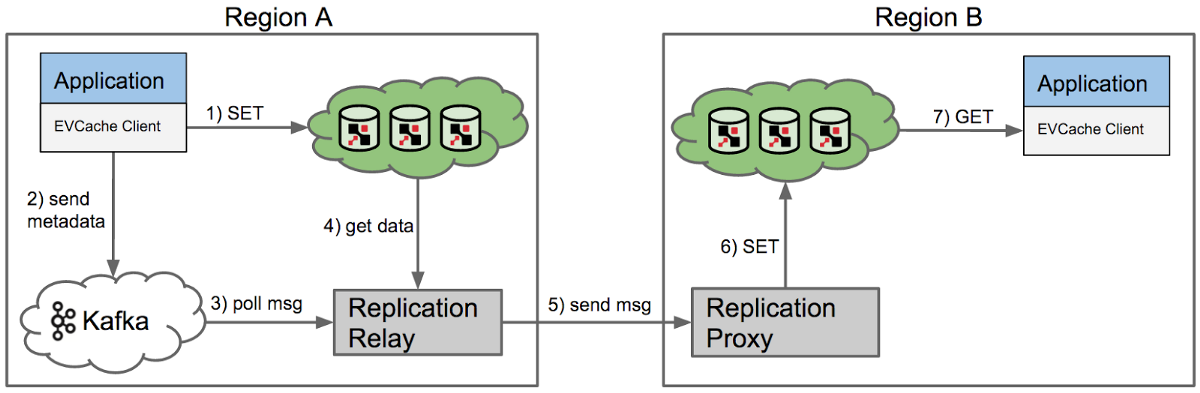 Region A
Region B
Application
EVCache Client
1) SET
2) send
metadata
3) poll msg
4) get data
Kafka
Replication
Relay
5) send msg
Replication
Proxy
6) SET
7) GET
Application
EVCache Client